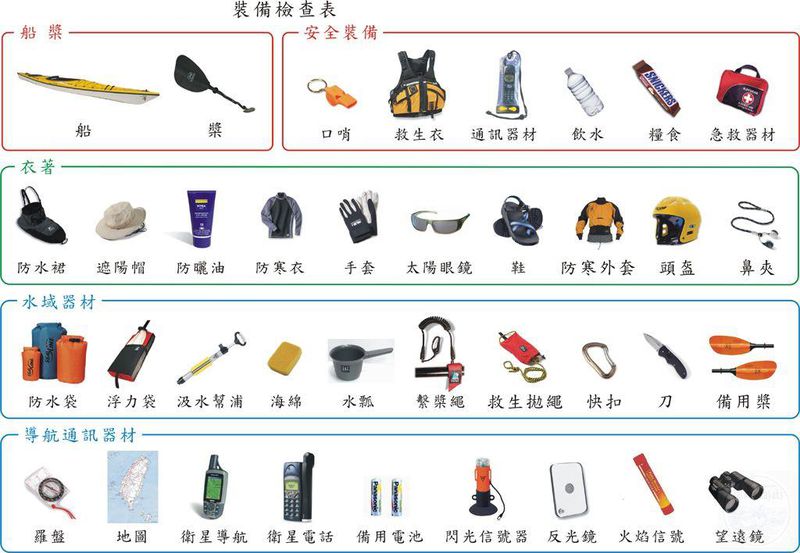 裝備檢查表
船 槳
船 槳
安全裝備
SNICKERS
口哨 救生衣 通訊器材 飲水 糧食 急救器材
衣著
NIVEA
防水裙 遮陽帽 防曬油 防寒衣 手套 太陽眼鏡 鞋 防寒外套 頭盔 鼻夾
水域器材
防水袋 浮力袋 汲水幫浦 海綿 水瓢 繫槳繩 救生拋繩 快扣 刀 備用槳
導航通訊器材
Panasonic
Panasonic
羅盤 地圖 衛星導航 衛星電話 備用電池 閃光信號器 反光鏡 火焰信號 望遠鏡